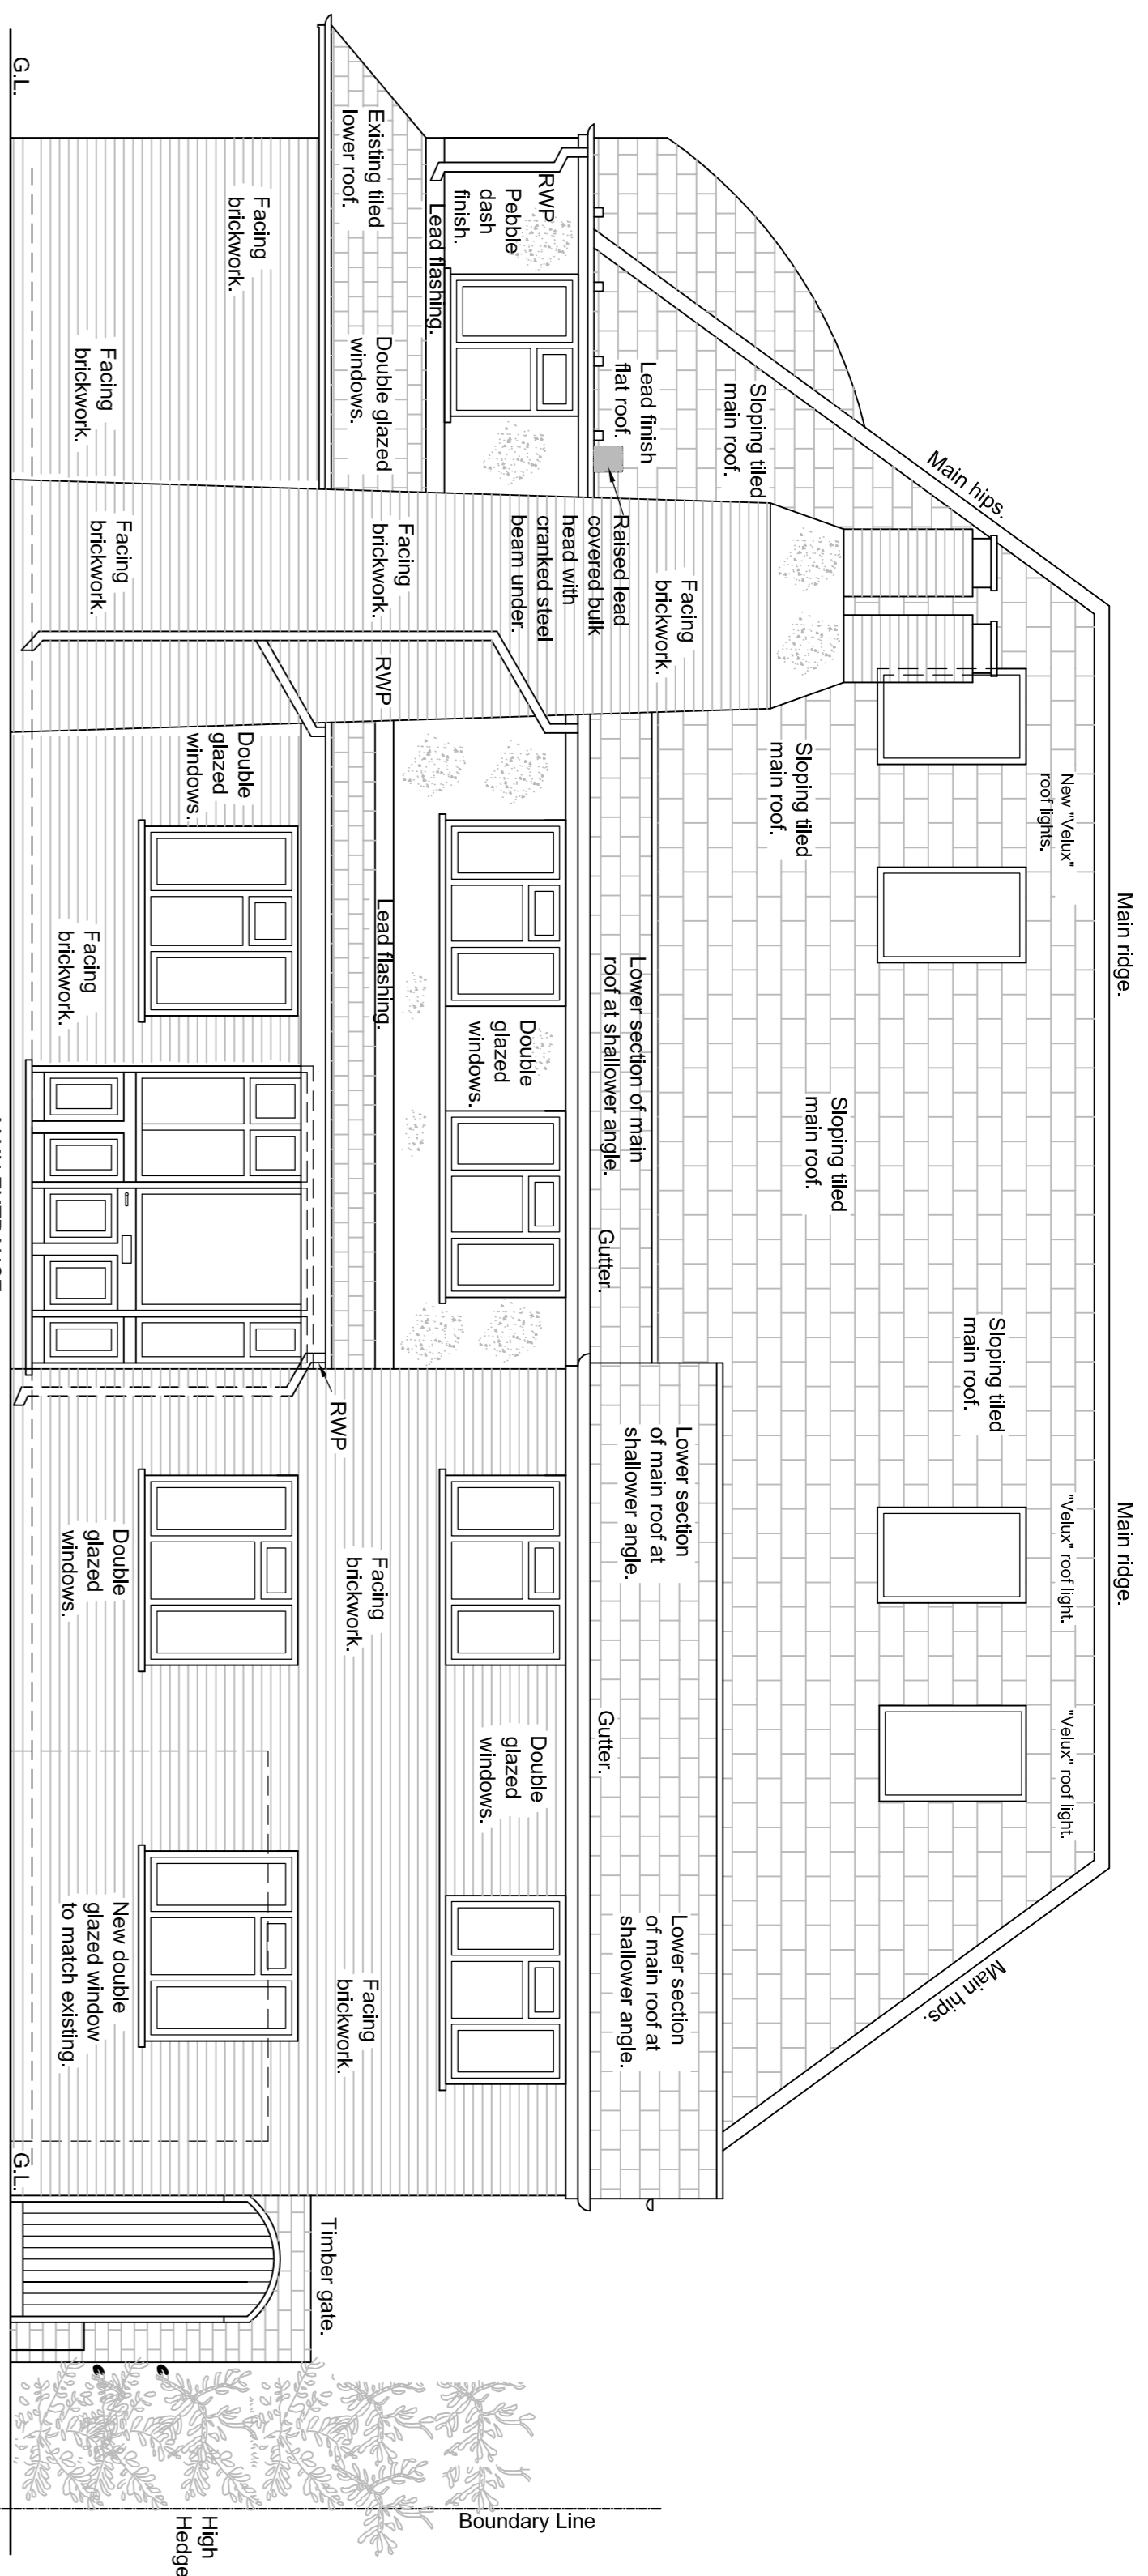 Main ridge.
Main ridge.
Main hips.
Main hips.
New "Velux"
roof lights.
"Velux" roof light.
"Velux" roof light.
Sloping tiled
main roof.
Sloping tiled
main roof.
Sloping tiled
main roof.
Sloping tiled
main roof.
Lead finish
flat roof.
Raised lead
covered bulk
head with
cranked steel
beam under.
Facing
brickwork.
Lower section of main
roof at shallower angle.
Gutter.
Lower section
of main roof at
shallower angle.
Gutter.
Lower section
of main roof at
shallower angle.
RWP
Pebble
dash
finish.
Lead flashing.
Existing tiled
lower roof.
Double glazed
windows.
Facing
brickwork.
RWP
Lead flashing.
Double
glazed
windows.
Double
glazed
windows.
Facing
brickwork.
Facing
brickwork.
RWP
Facing
brickwork.
Facing
brickwork.
Facing
brickwork.
Double
glazed
windows.
Facing
brickwork.
Double
glazed
windows.
New double
glazed window
to match existing.
Timber gate.
Boundary Line
High
Hedge
G.L.
G.L.